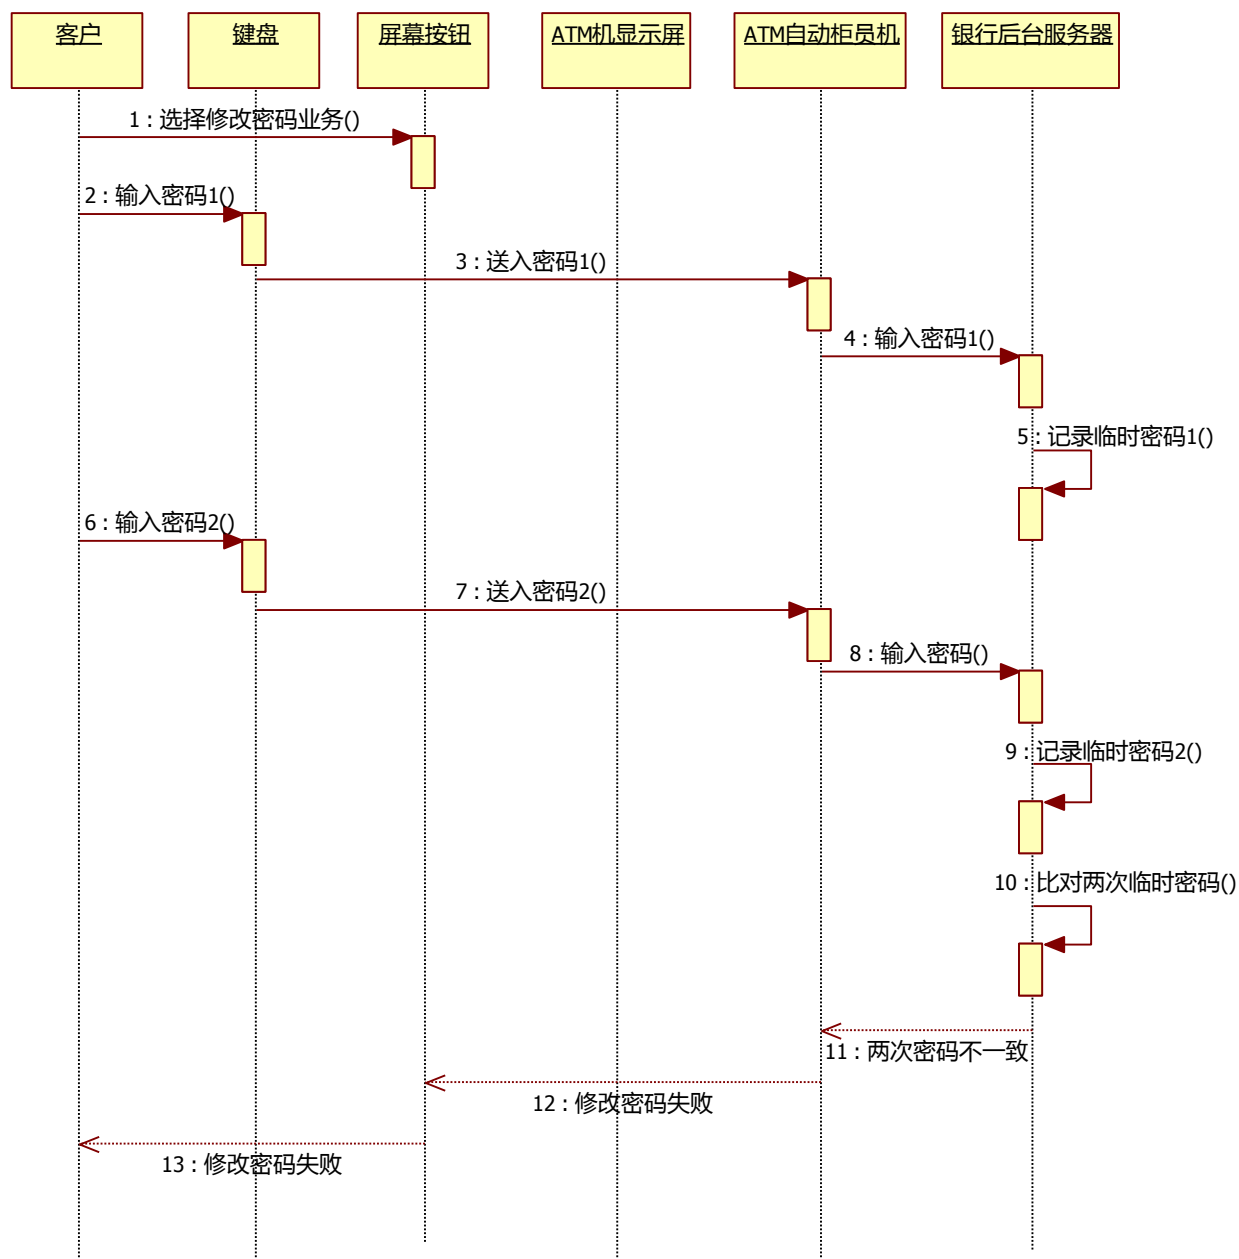 客户
键盘
屏幕按钮
ATM机显示屏
ATM自动柜员机
银行后台服务器
1 : 选择修改密码业务()
2 : 输入密码1()
3 : 送入密码1()
4 : 输入密码1()
5 : 记录临时密码1()
6 : 输入密码2()
7 : 送入密码2()
8 : 输入密码()
9 : 记录临时密码2()
10 : 比对两次临时密码()
11 : 两次密码不一致
12 : 修改密码失败
13 : 修改密码失败